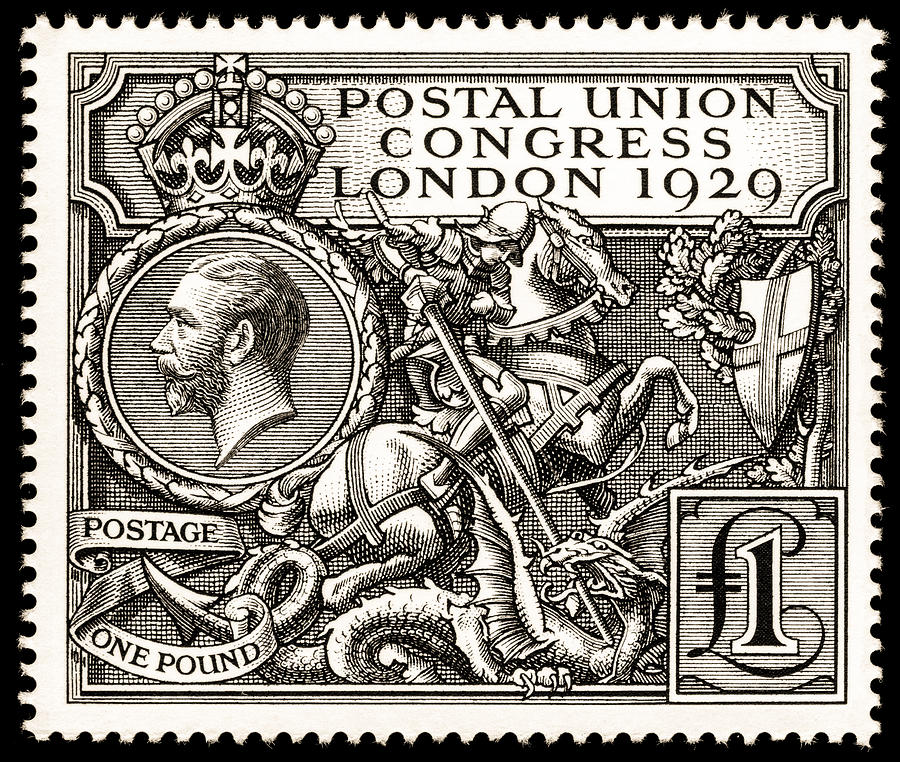 POSTAL UNION
CONGRESS
LONDON 1929
POSTAGE
ONE POUND
£1